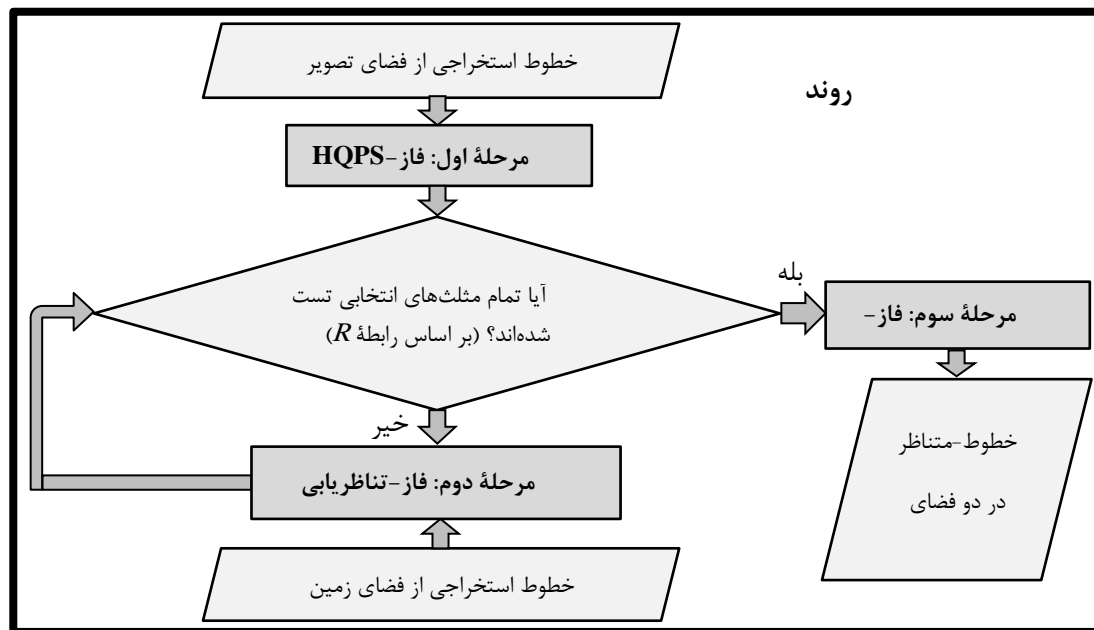 خطوط استخراجی از فضای تصویر
روند
مرحلهٔ اول: فاز-HQPS
آیا تمام مثلث‌های انتخابی تست
شده‌اند؟ (بر اساس رابطهٔ R)
بله
مرحلهٔ سوم: فاز-
خیر
خطوط-متناظر
در دو فضای
مرحلهٔ دوم: فاز-تناظریابی
خطوط استخراجی از فضای زمین